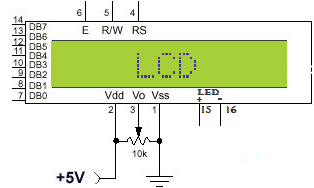 6 5 4
14 DB7 E R/W RS
13 DB6
12 DB5
11 DB4
10 DB3
9 DB2
8 DB1
7 DB0
LCD
Vdd Vo Vss LED
+ -
2 3 1 15 16
10k
+5V